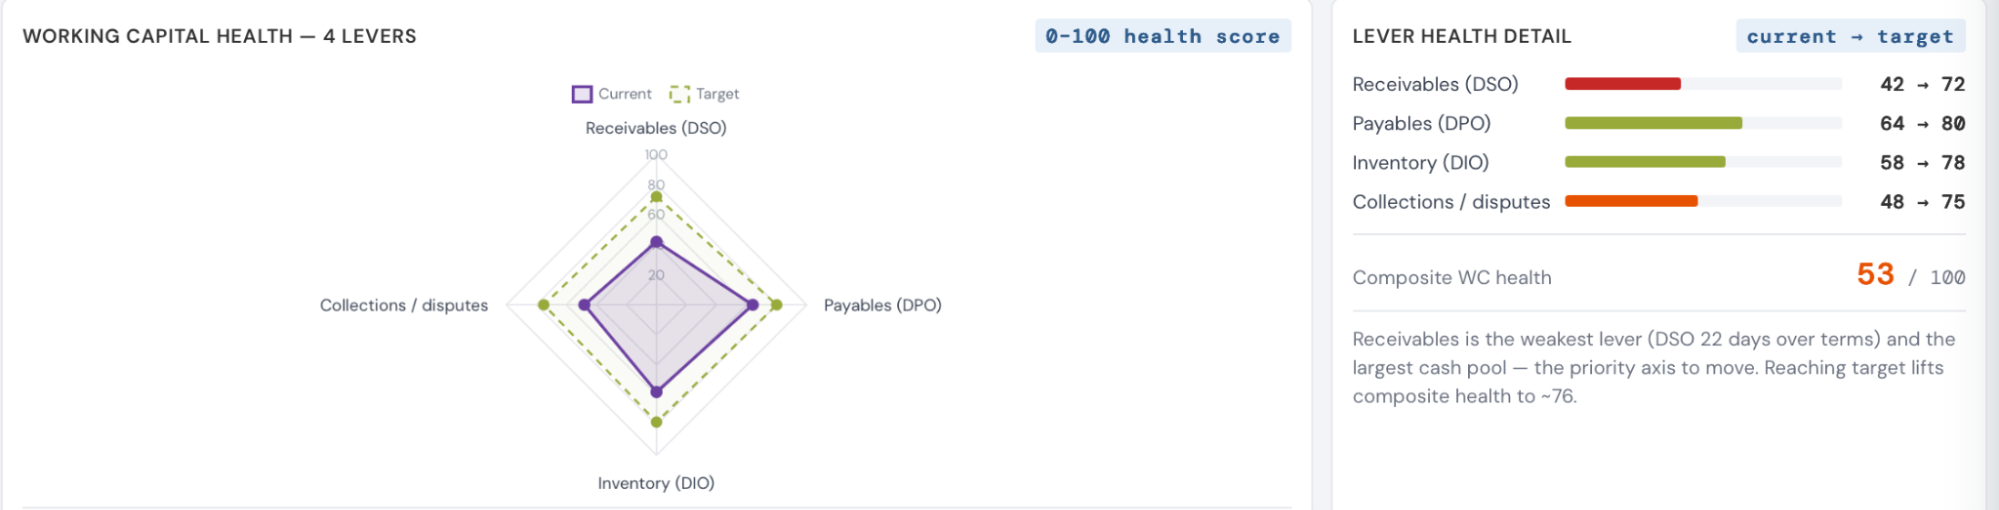 WORKING CAPITAL HEALTH — 4 LEVERS
0-100 health score
Current
Target
Receivables (DSO)
100
80
60
20
Collections / disputes
Payables (DPO)
Inventory (DIO)
LEVER HEALTH DETAIL
current → target
Receivables (DSO) 42 → 72
Payables (DPO) 64 → 80
Inventory (DIO) 58 → 78
Collections / disputes 48 → 75
Composite WC health 53 / 100
Receivables is the weakest lever (DSO 22 days over terms) and the
largest cash pool — the priority axis to move. Reaching target lifts
composite health to ~76.